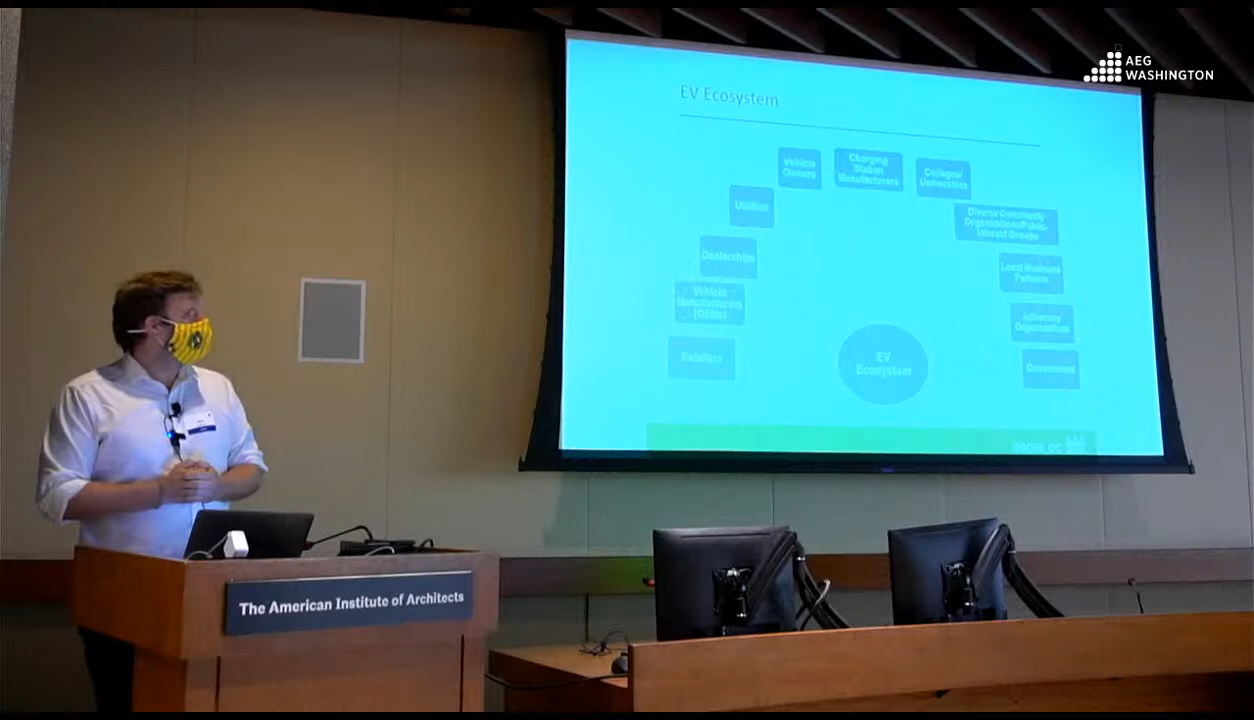 AEG
WASHINGTON
EV Ecosystem
Vehicle
Owners
Charging
Station
Manufacturers
Colleges/
Universities
Utilities
Diverse Community
Organizations/Public-
Interest Groups
Dealerships
Local Business
Partners
Vehicle
Manufacturers
Advocacy
Organizations
Retailers
EV
Ecosystem
Government
The American Institute of Architects